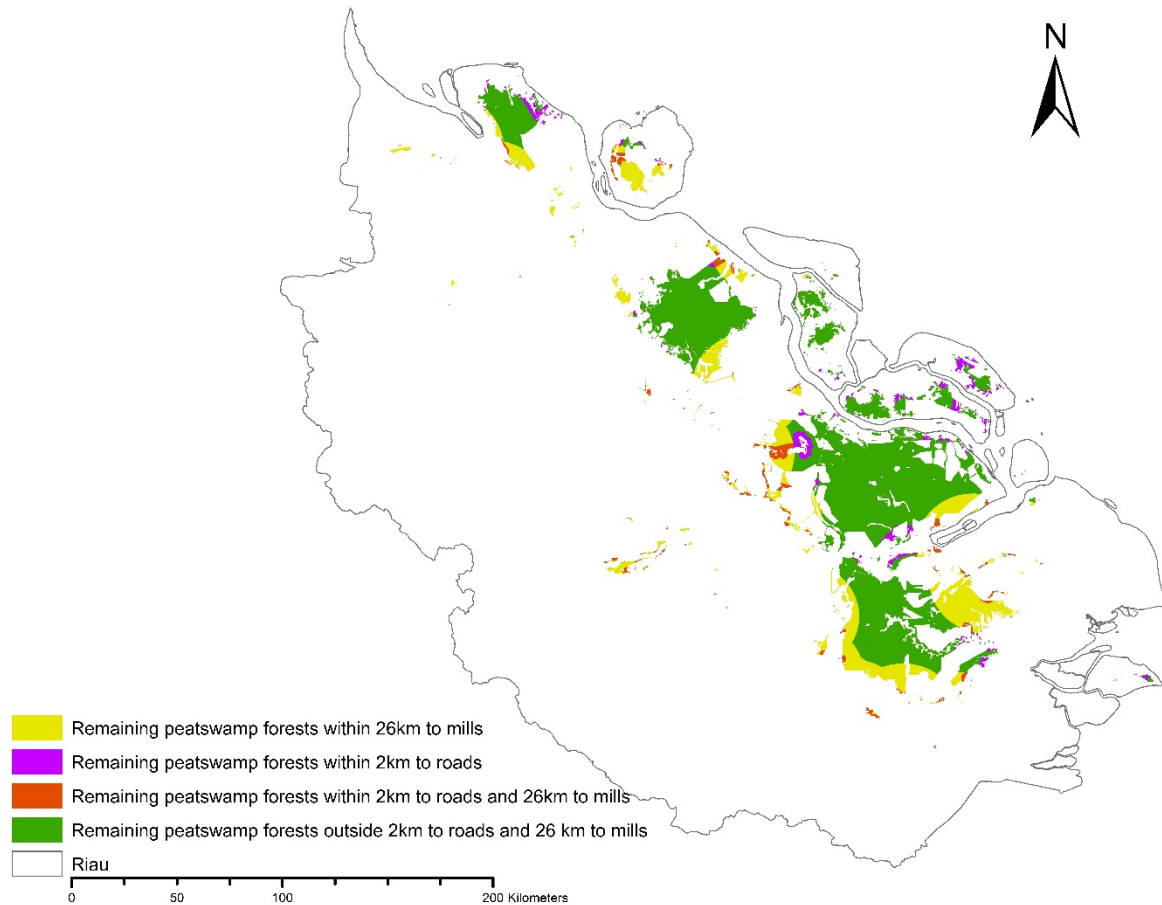 N
Remaining peatswamp forests within 26km to mills
Remaining peatswamp forests within 2km to roads
Remaining peatswamp forests within 2km to roads and 26km to mills
Remaining peatswamp forests outside 2km to roads and 26 km to mills
Riau
0 50 100 200 Kilometers